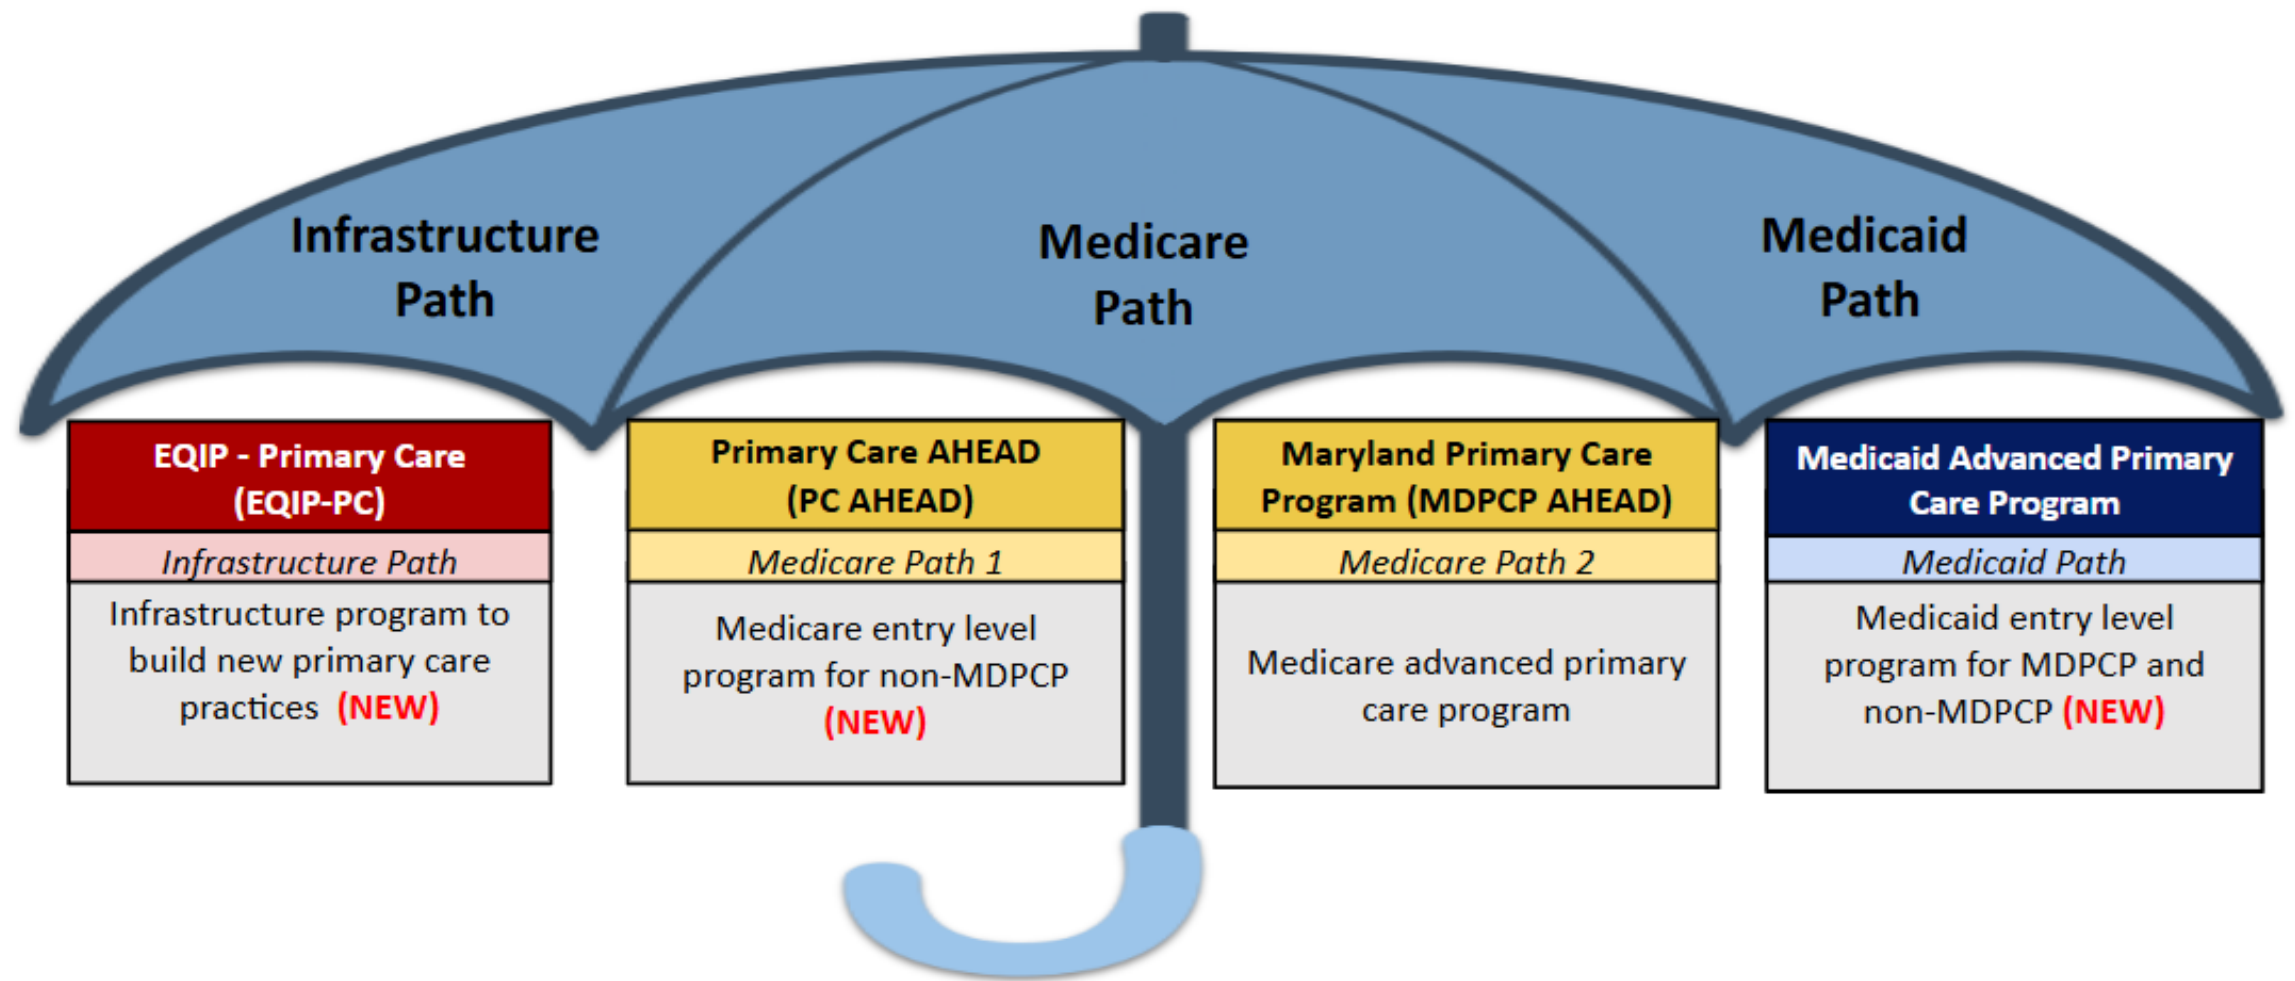 Infrastructure
Path
Medicare
Path
Medicaid
Path
EQIP - Primary Care
(EQIP-PC)
Infrastructure Path
Infrastructure program to
build new primary care
practices (NEW)
Primary Care AHEAD
(PC AHEAD)
Medicare Path 1
Medicare entry level
program for non-MDPCP
(NEW)
Maryland Primary Care
Program (MDPCP AHEAD)
Medicare Path 2
Medicare advanced primary
care program
Medicaid Advanced Primary
Care Program
Medicaid Path
Medicaid entry level
program for MDPCP and
non-MDPCP (NEW)